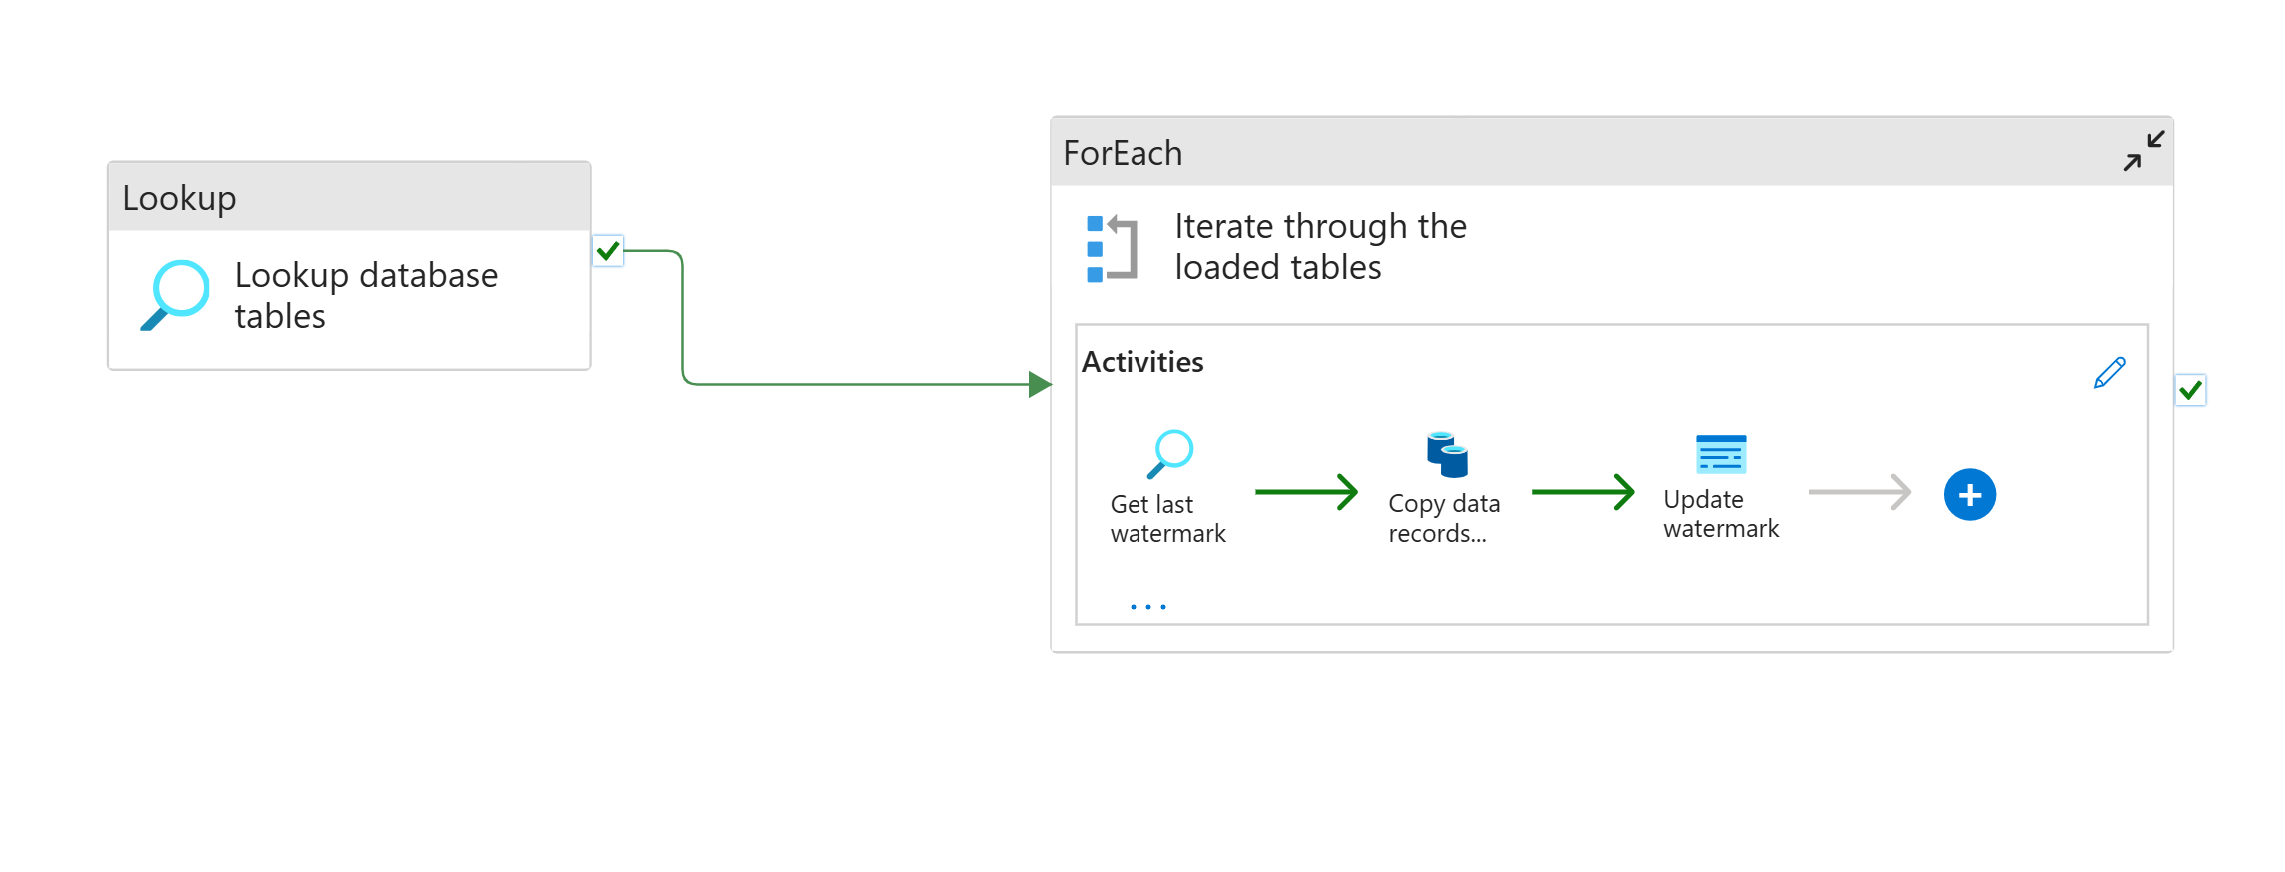 Lookup
Lookup database
tables
ForEach
Iterate through the
loaded tables
Activities
Get last
watermark
Copy data
records...
Update
watermark
...